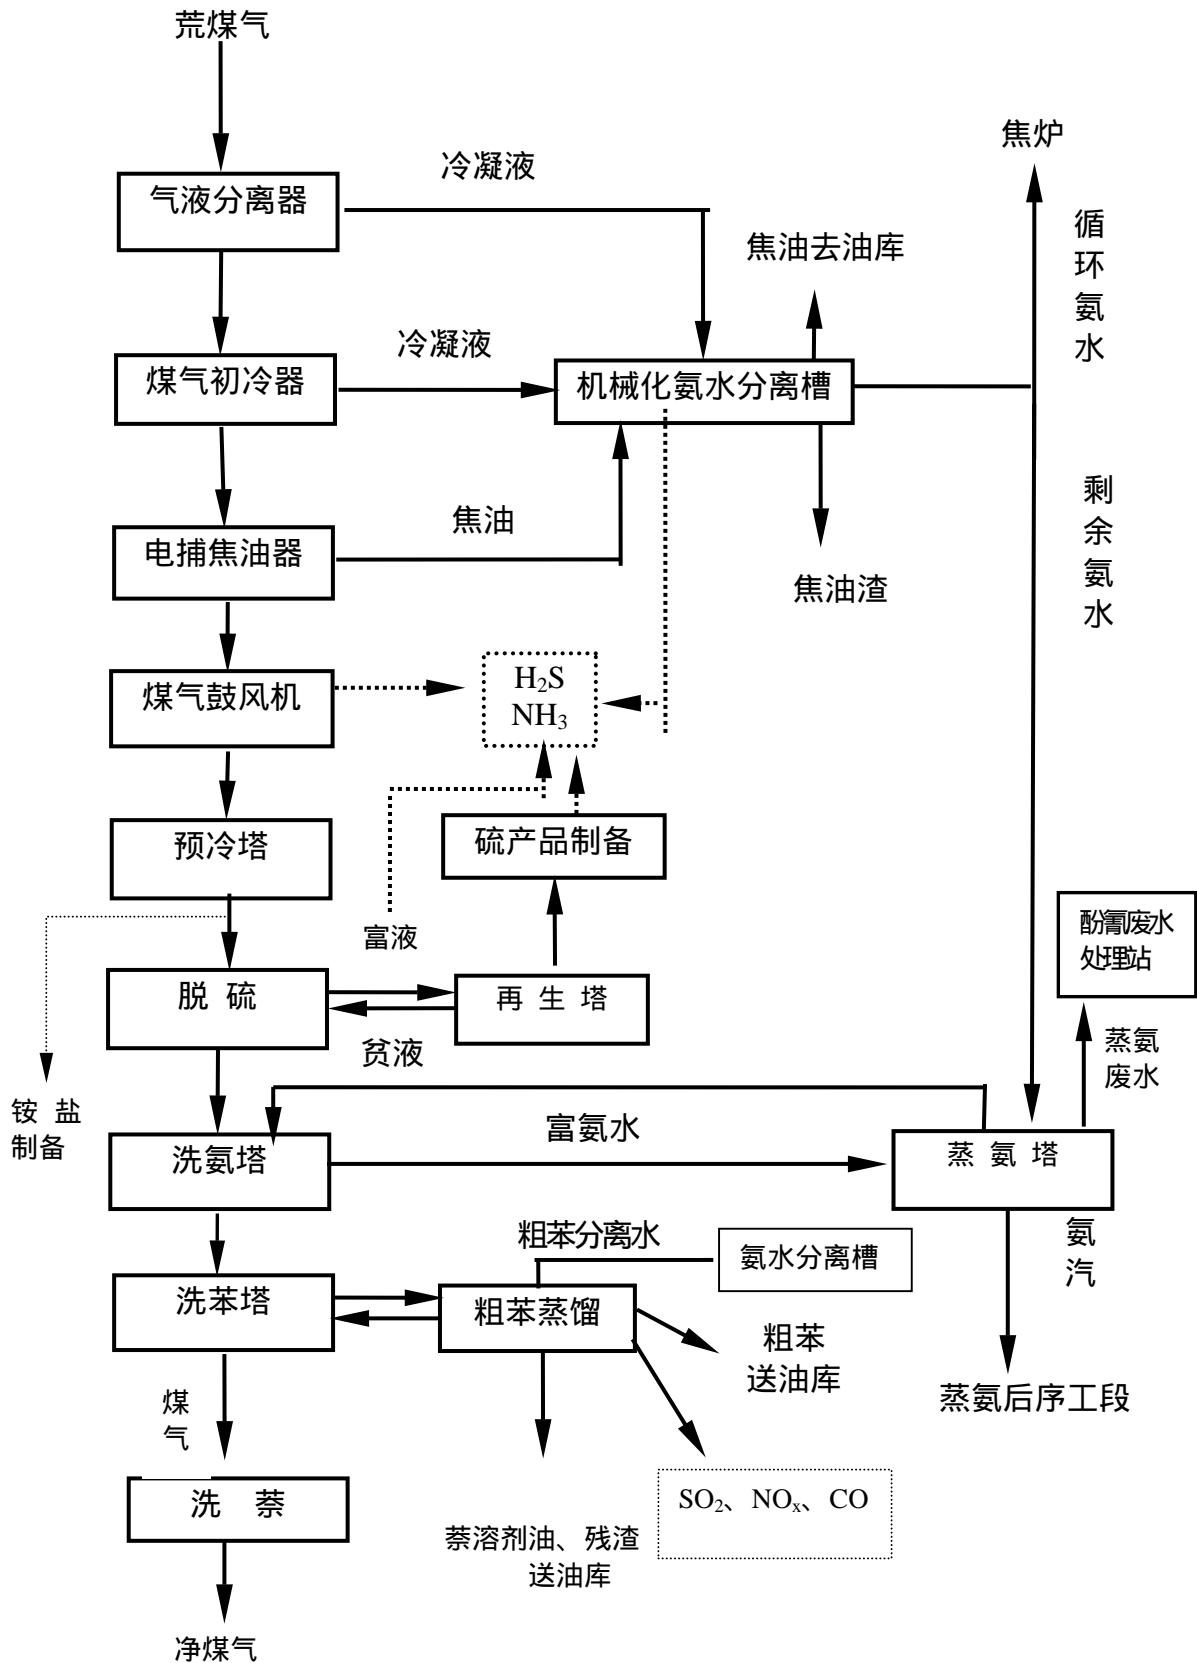 荒煤气
焦炉
冷凝液
气液分离器
循
环
氨
水
焦油去油库
冷凝液
煤气初冷器
机械化氨水分离槽
剩
余
氨
水
焦油
电捕焦油器
焦油渣
煤气鼓风机
H₂S
NH₃
预冷塔
硫产品制备
酚氰废水
处理站
富液
脱 硫
再 生 塔
贫液
蒸氨
废水
铵 盐
制备
富氨水
洗氨塔
蒸 氨 塔
粗苯分离水
氨水分离槽
氨
汽
洗苯塔
粗苯蒸馏
粗苯
送油库
煤
气
蒸氨后序工段
洗 萘
SO₂、NOₓ、CO
萘溶剂油、残渣
送油库
净煤气